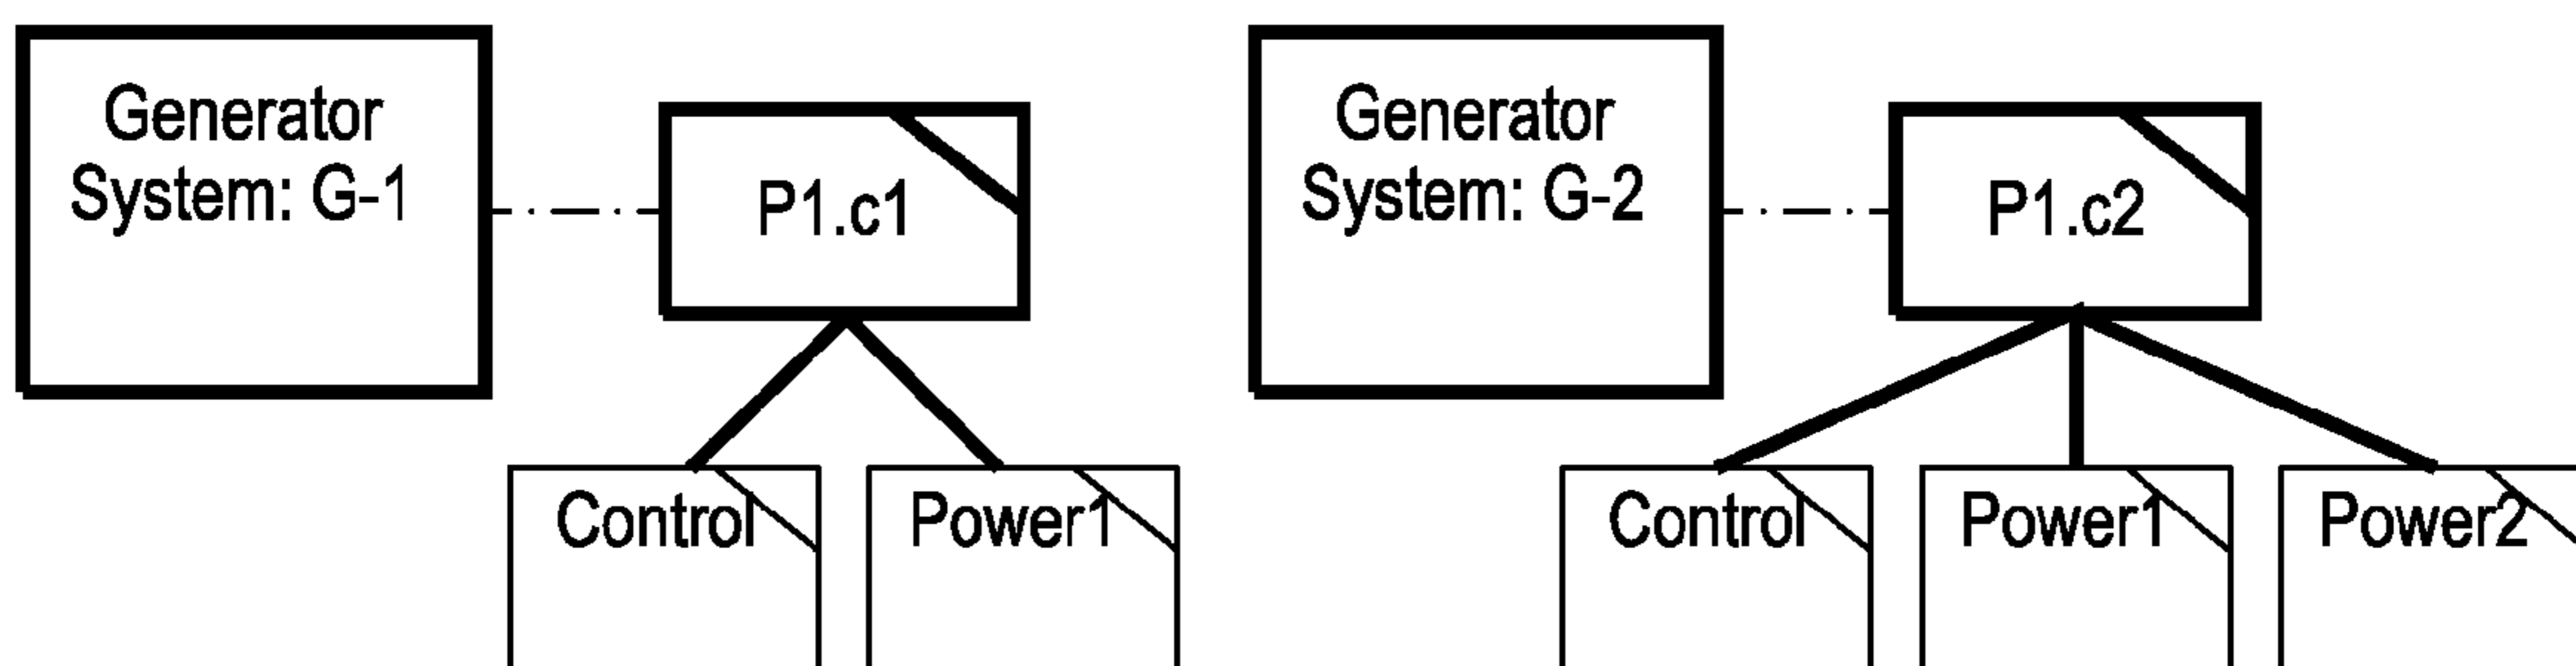 Generator
System: G-1
P1.c1
Control
Power1
Generator
System: G-2
P1.c2
Control
Power1
Power2